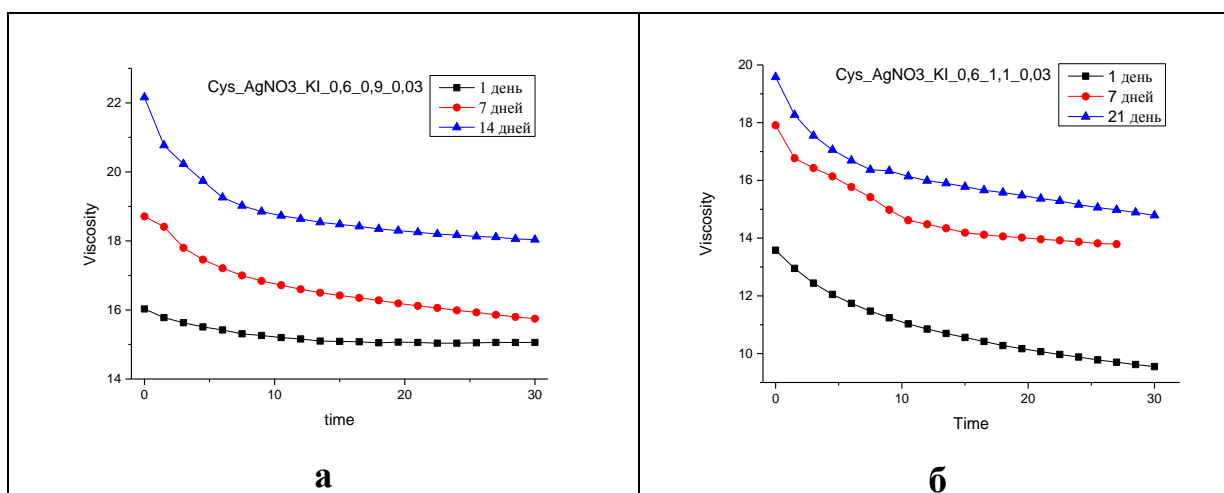 Cys_AgNO3_KI_0,6_0,9_0,03
1 день
7 дней
14 дней
22
20
18
16
14
Viscosity
0
10
20
30
time
а
Cys_AgNO3_KI_0,6_1,1_0,03
1 день
7 дней
21 день
20
18
16
14
12
10
Viscosity
0
10
20
30
Time
б